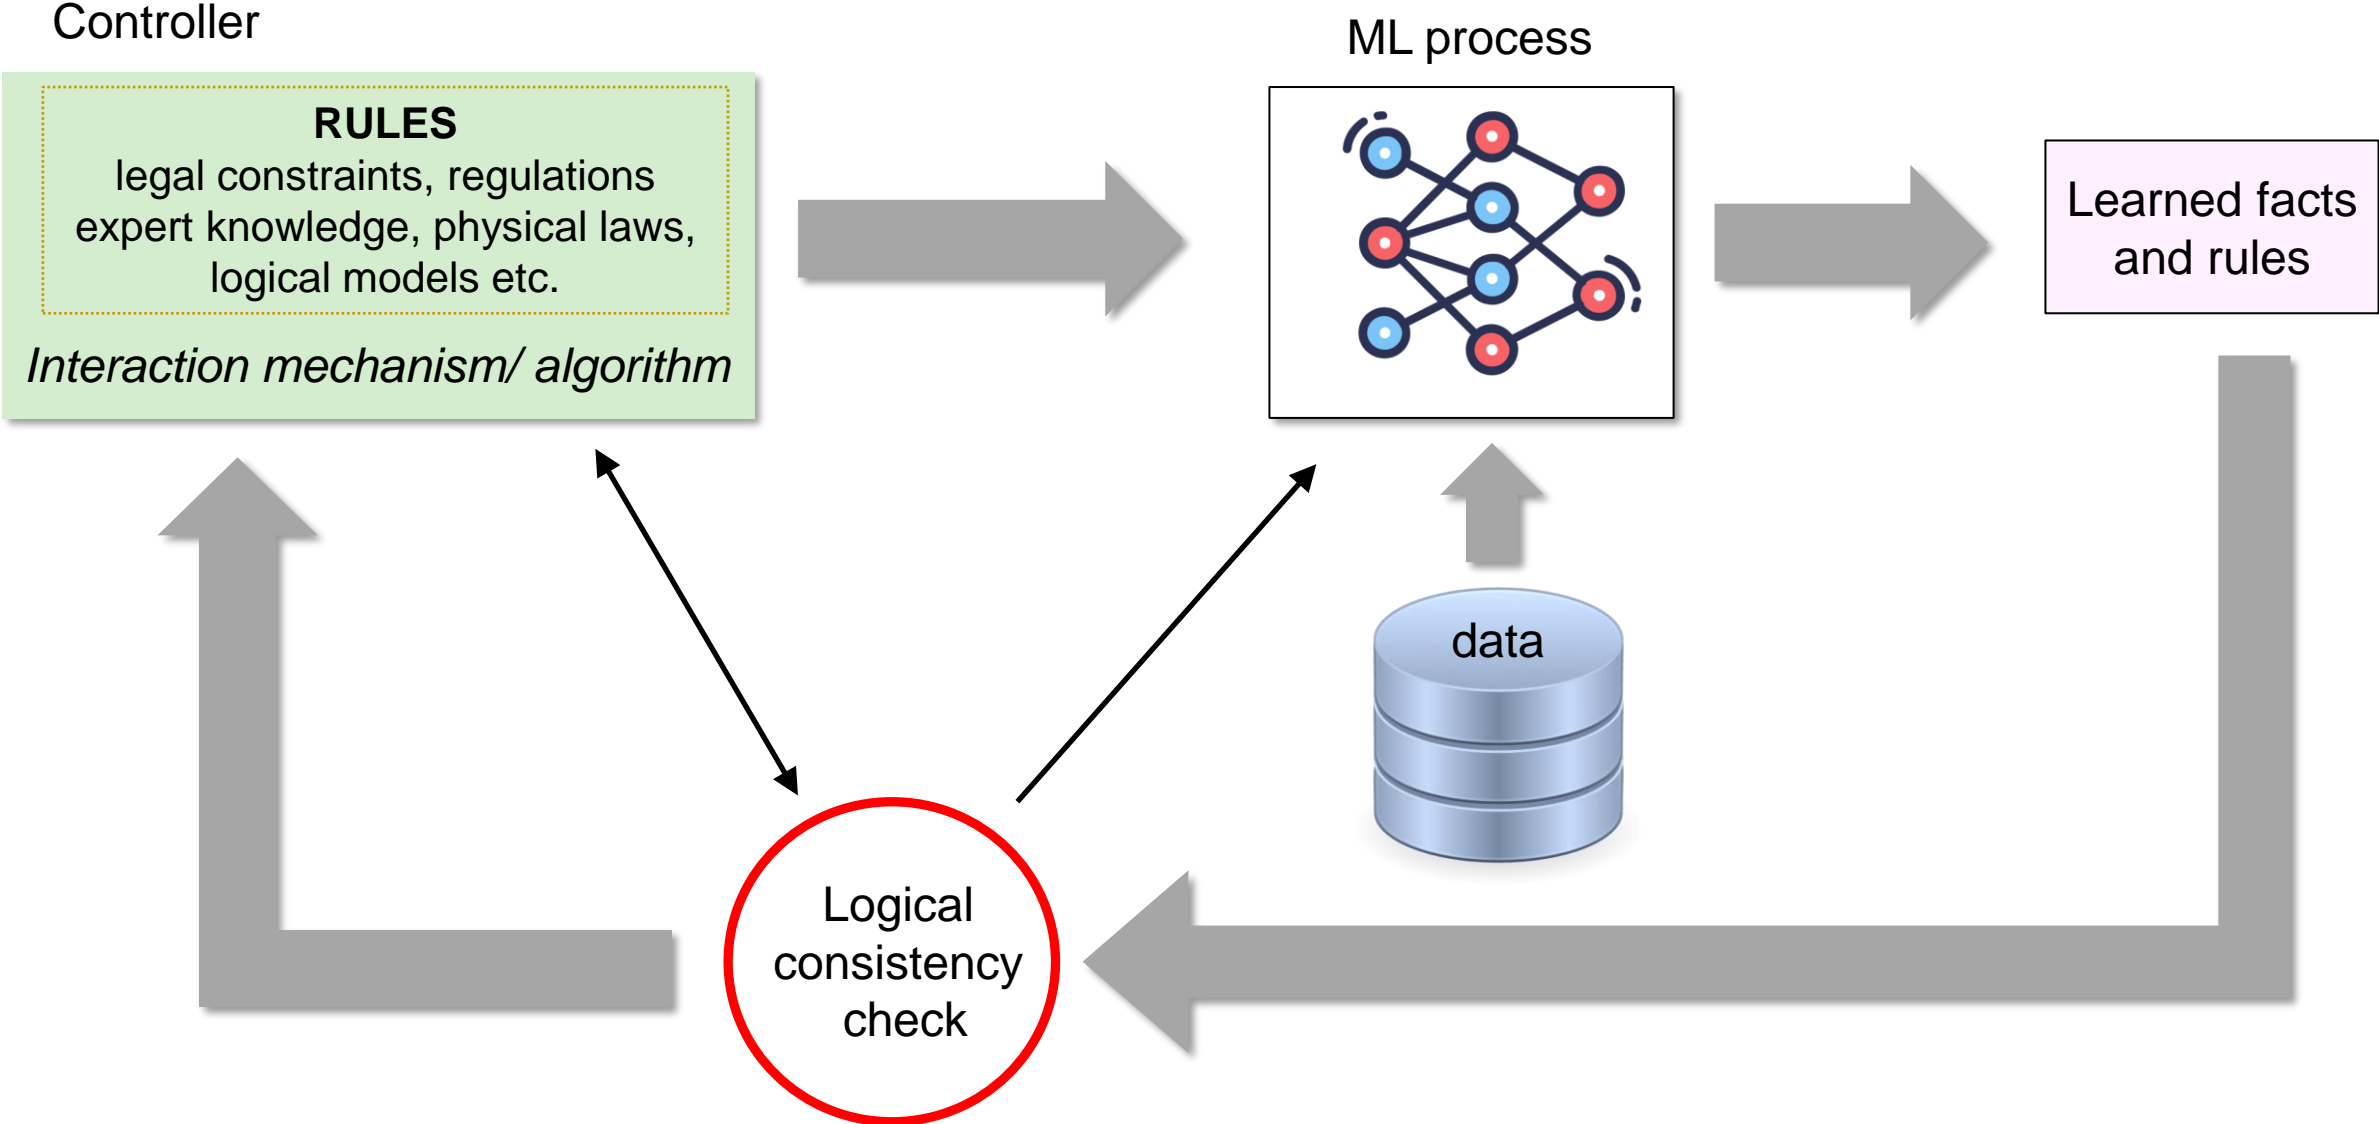 Controller
RULES
legal constraints, regulations
expert knowledge, physical laws,
logical models etc.
Interaction mechanism/ algorithm
ML process
Learned facts
and rules
data
Logical
consistency
check